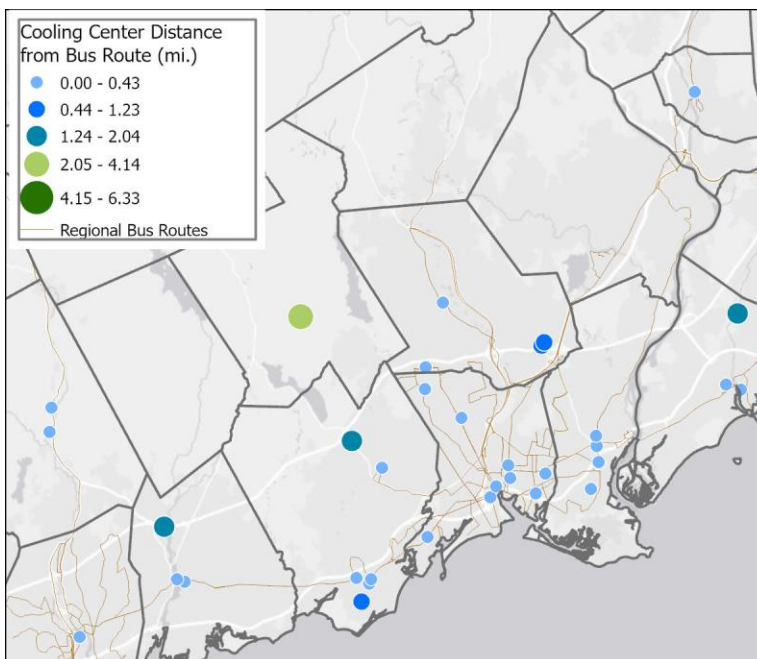 Cooling Center Distance
from Bus Route (mi.)
0.00 - 0.43
0.44 - 1.23
1.24 - 2.04
2.05 - 4.14
4.15 - 6.33
Regional Bus Routes